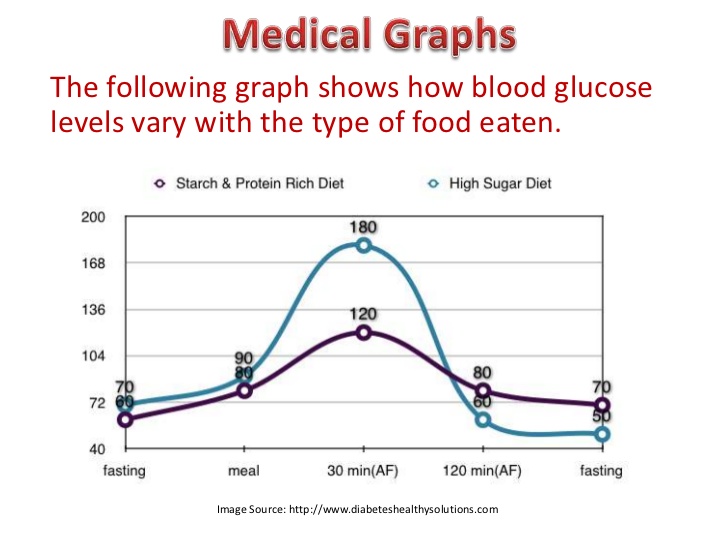 Medical Graphs
The following graph shows how blood glucose
levels vary with the type of food eaten.
Starch & Protein Rich Diet High Sugar Diet
200
180
168
136
120
104
90
80
80
70
70
72
60
60
50
40
fasting meal 30 min(AF) 120 min(AF) fasting
Image Source: http://www.diabeteshealthysolutions.com